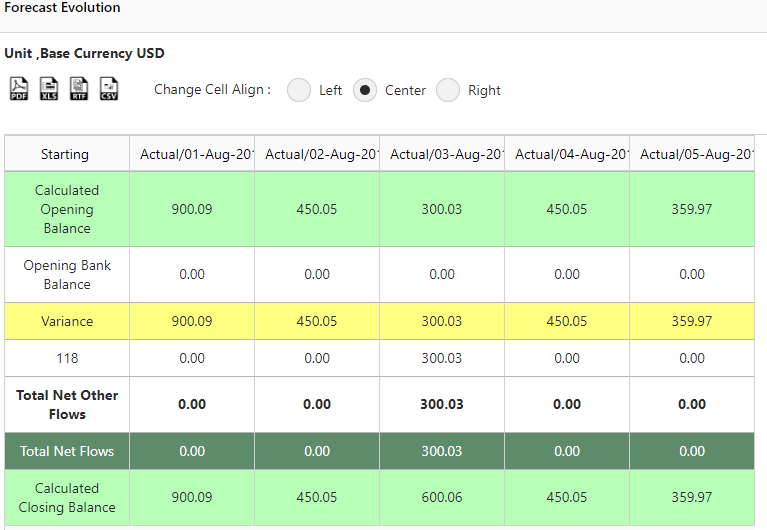 Forecast Evolution
Unit ,Base Currency USD
PDF XLS RTF CSV Change Cell Align : Left Center Right
Starting Actual/01-Aug-201 Actual/02-Aug-201 Actual/03-Aug-201 Actual/04-Aug-201 Actual/05-Aug-201
Calculated
Opening
Balance
900.09 450.05 300.03 450.05 359.97
Opening Bank
Balance
0.00 0.00 0.00 0.00 0.00
Variance 900.09 450.05 300.03 450.05 359.97
118 0.00 0.00 300.03 0.00 0.00
Total Net Other
Flows
0.00 0.00 300.03 0.00 0.00
Total Net Flows 0.00 0.00 300.03 0.00 0.00
Calculated
Closing Balance
900.09 450.05 600.06 450.05 359.97